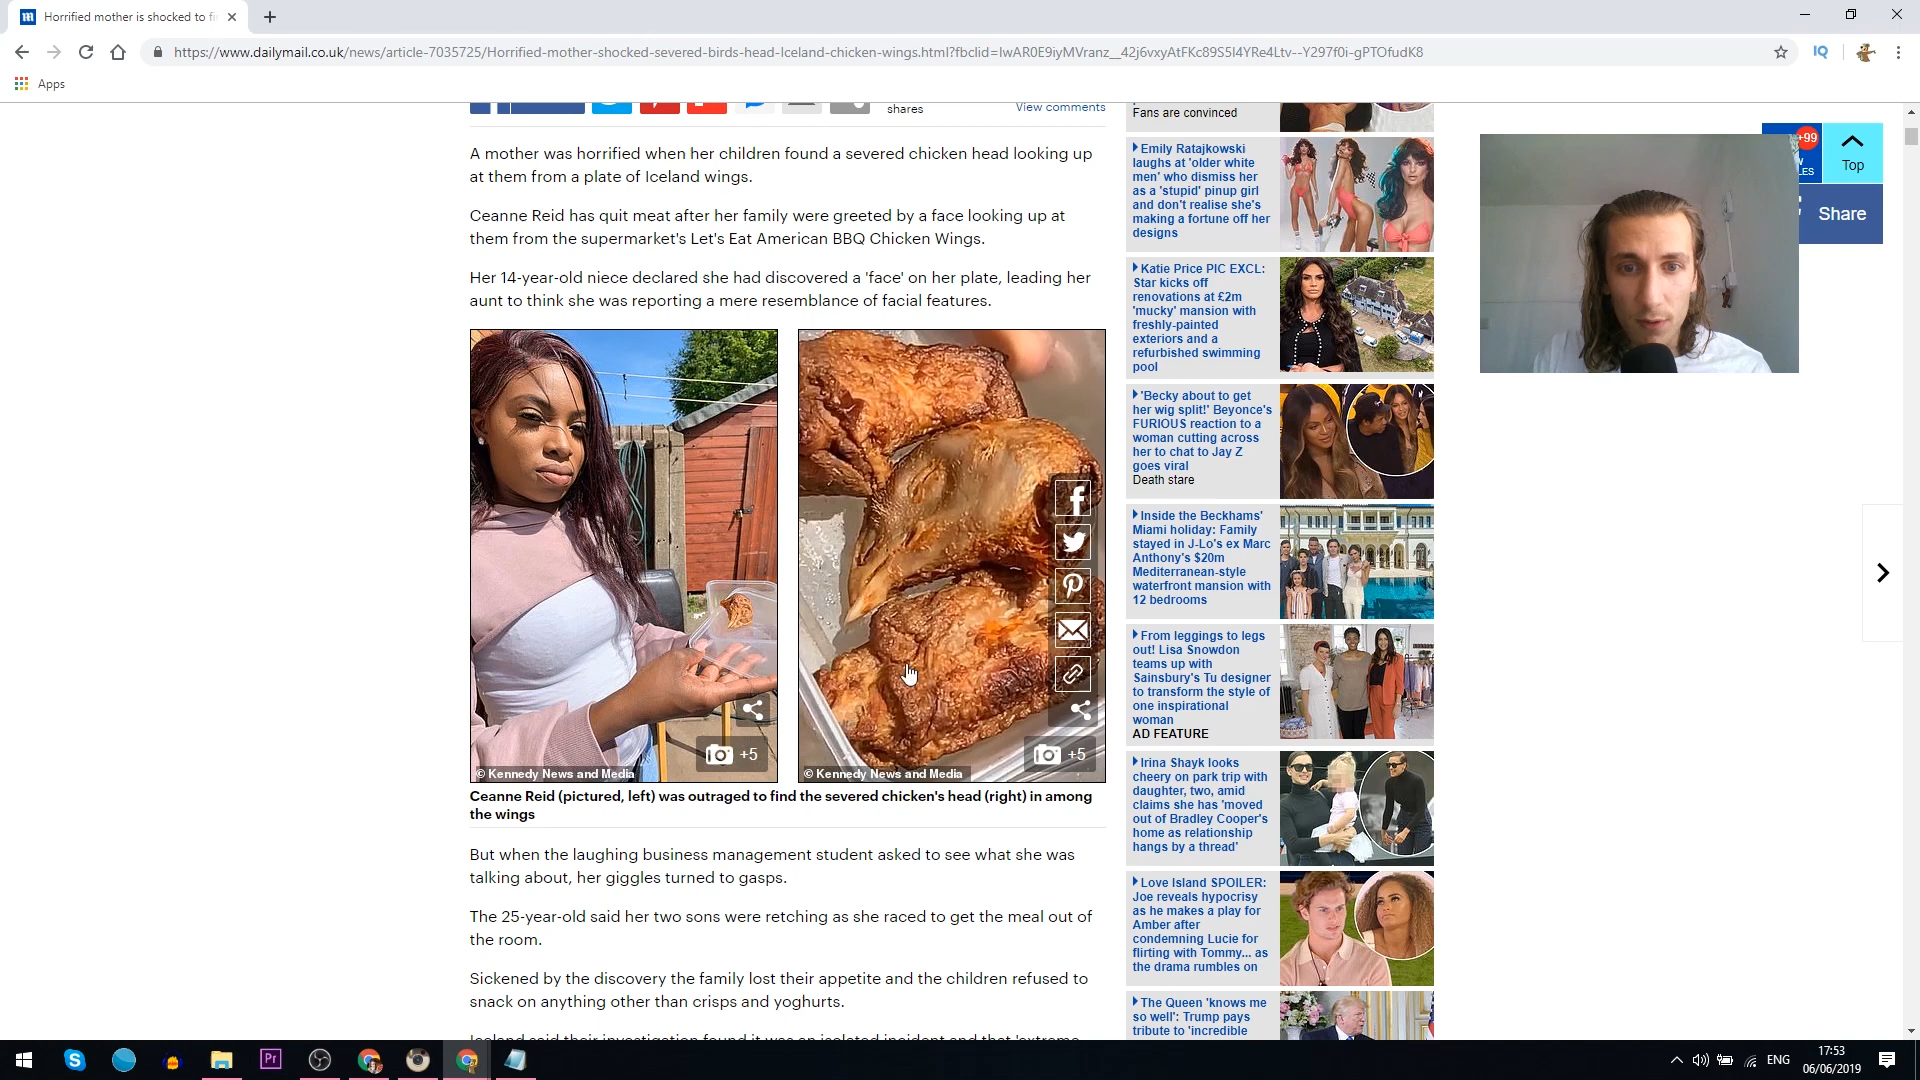 Horrified mother is shocked to fi
https://www.dailymail.co.uk/news/article-7035725/Horrified-mother-shocked-severed-birds-head-Iceland-chicken-wings.html?fbclid=IwAR0E9iyMVranz__42j6vxyAtFKc89S5I4YRe4Ltv--Y297f0i-gPTOfudK8
IQ
Apps
shares
View comments
A mother was horrified when her children found a severed chicken head looking up
at them from a plate of Iceland wings.
Ceanne Reid has quit meat after her family were greeted by a face looking up at
them from the supermarket's Let's Eat American BBQ Chicken Wings.
Her 14-year-old niece declared she had discovered a 'face' on her plate, leading her
aunt to think she was reporting a mere resemblance of facial features.
+5
© Kennedy News and Media
+5
© Kennedy News and Media
Ceanne Reid (pictured, left) was outraged to find the severed chicken's head (right) in among
the wings
But when the laughing business management student asked to see what she was
talking about, her giggles turned to gasps.
The 25-year-old said her two sons were retching as she raced to get the meal out of
the room.
Sickened by the discovery the family lost their appetite and the children refused to
snack on anything other than crisps and yoghurts.
Iceland said their investigation found it was an isolated incident and that 'extreme
Fans are convinced
Emily Ratajkowski
laughs at 'older white
men' who dismiss her
as a 'stupid' pinup girl
and don't realise she's
making a fortune off her
designs
Katie Price PIC EXCL:
Star kicks off
renovations at £2m
'mucky' mansion with
freshly-painted
exteriors and a
refurbished swimming
pool
'Becky about to get
her wig split!' Beyonce's
FURIOUS reaction to a
woman cutting across
her to chat to Jay Z
goes viral
Death stare
Inside the Beckhams'
Miami holiday: Family
stayed in J-Lo's ex Marc
Anthony's $20m
Mediterranean-style
waterfront mansion with
12 bedrooms
From leggings to legs
out! Lisa Snowdon
teams up with
Sainsbury's Tu designer
to transform the style of
one inspirational
woman
AD FEATURE
Irina Shayk looks
cheery on park trip with
daughter, two, amid
claims she has 'moved
out of Bradley Cooper's
home as relationship
hangs by a thread'
Love Island SPOILER:
Joe reveals hypocrisy
as he makes a play for
Amber after
condemning Lucie for
flirting with Tommy... as
the drama rumbles on
The Queen 'knows me
so well': Trump pays
tribute to 'incredible
+99
W
LES
Top
Share
Pr
ENG
17:53
06/06/2019